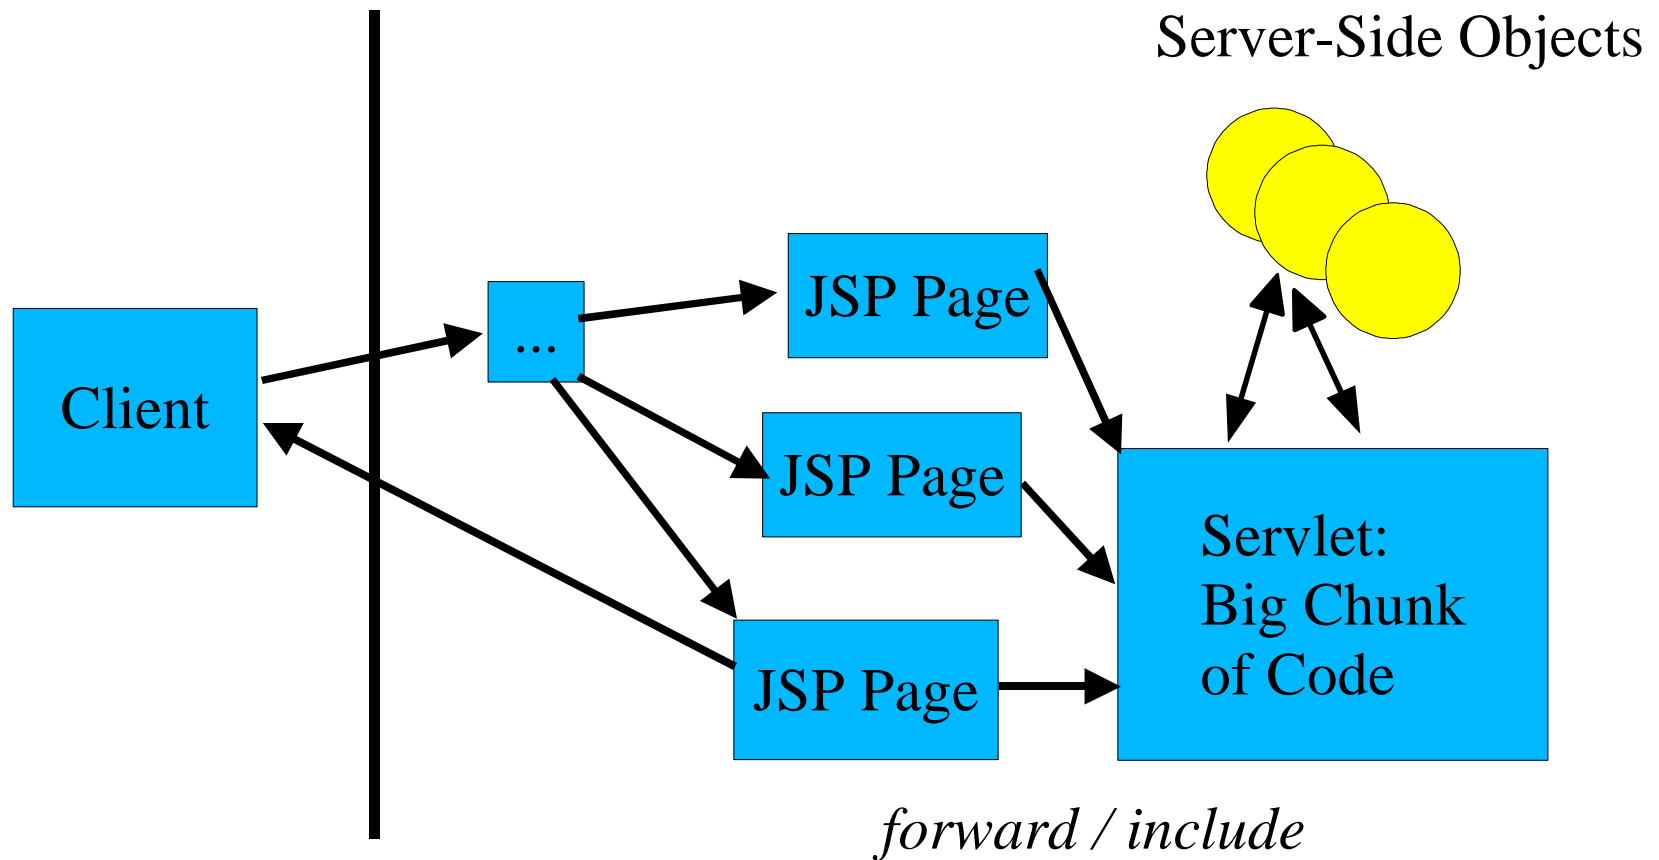 Server-Side Objects
JSP Page
...
Client
JSP Page
Servlet:
Big Chunk
of Code
JSP Page
forward / include